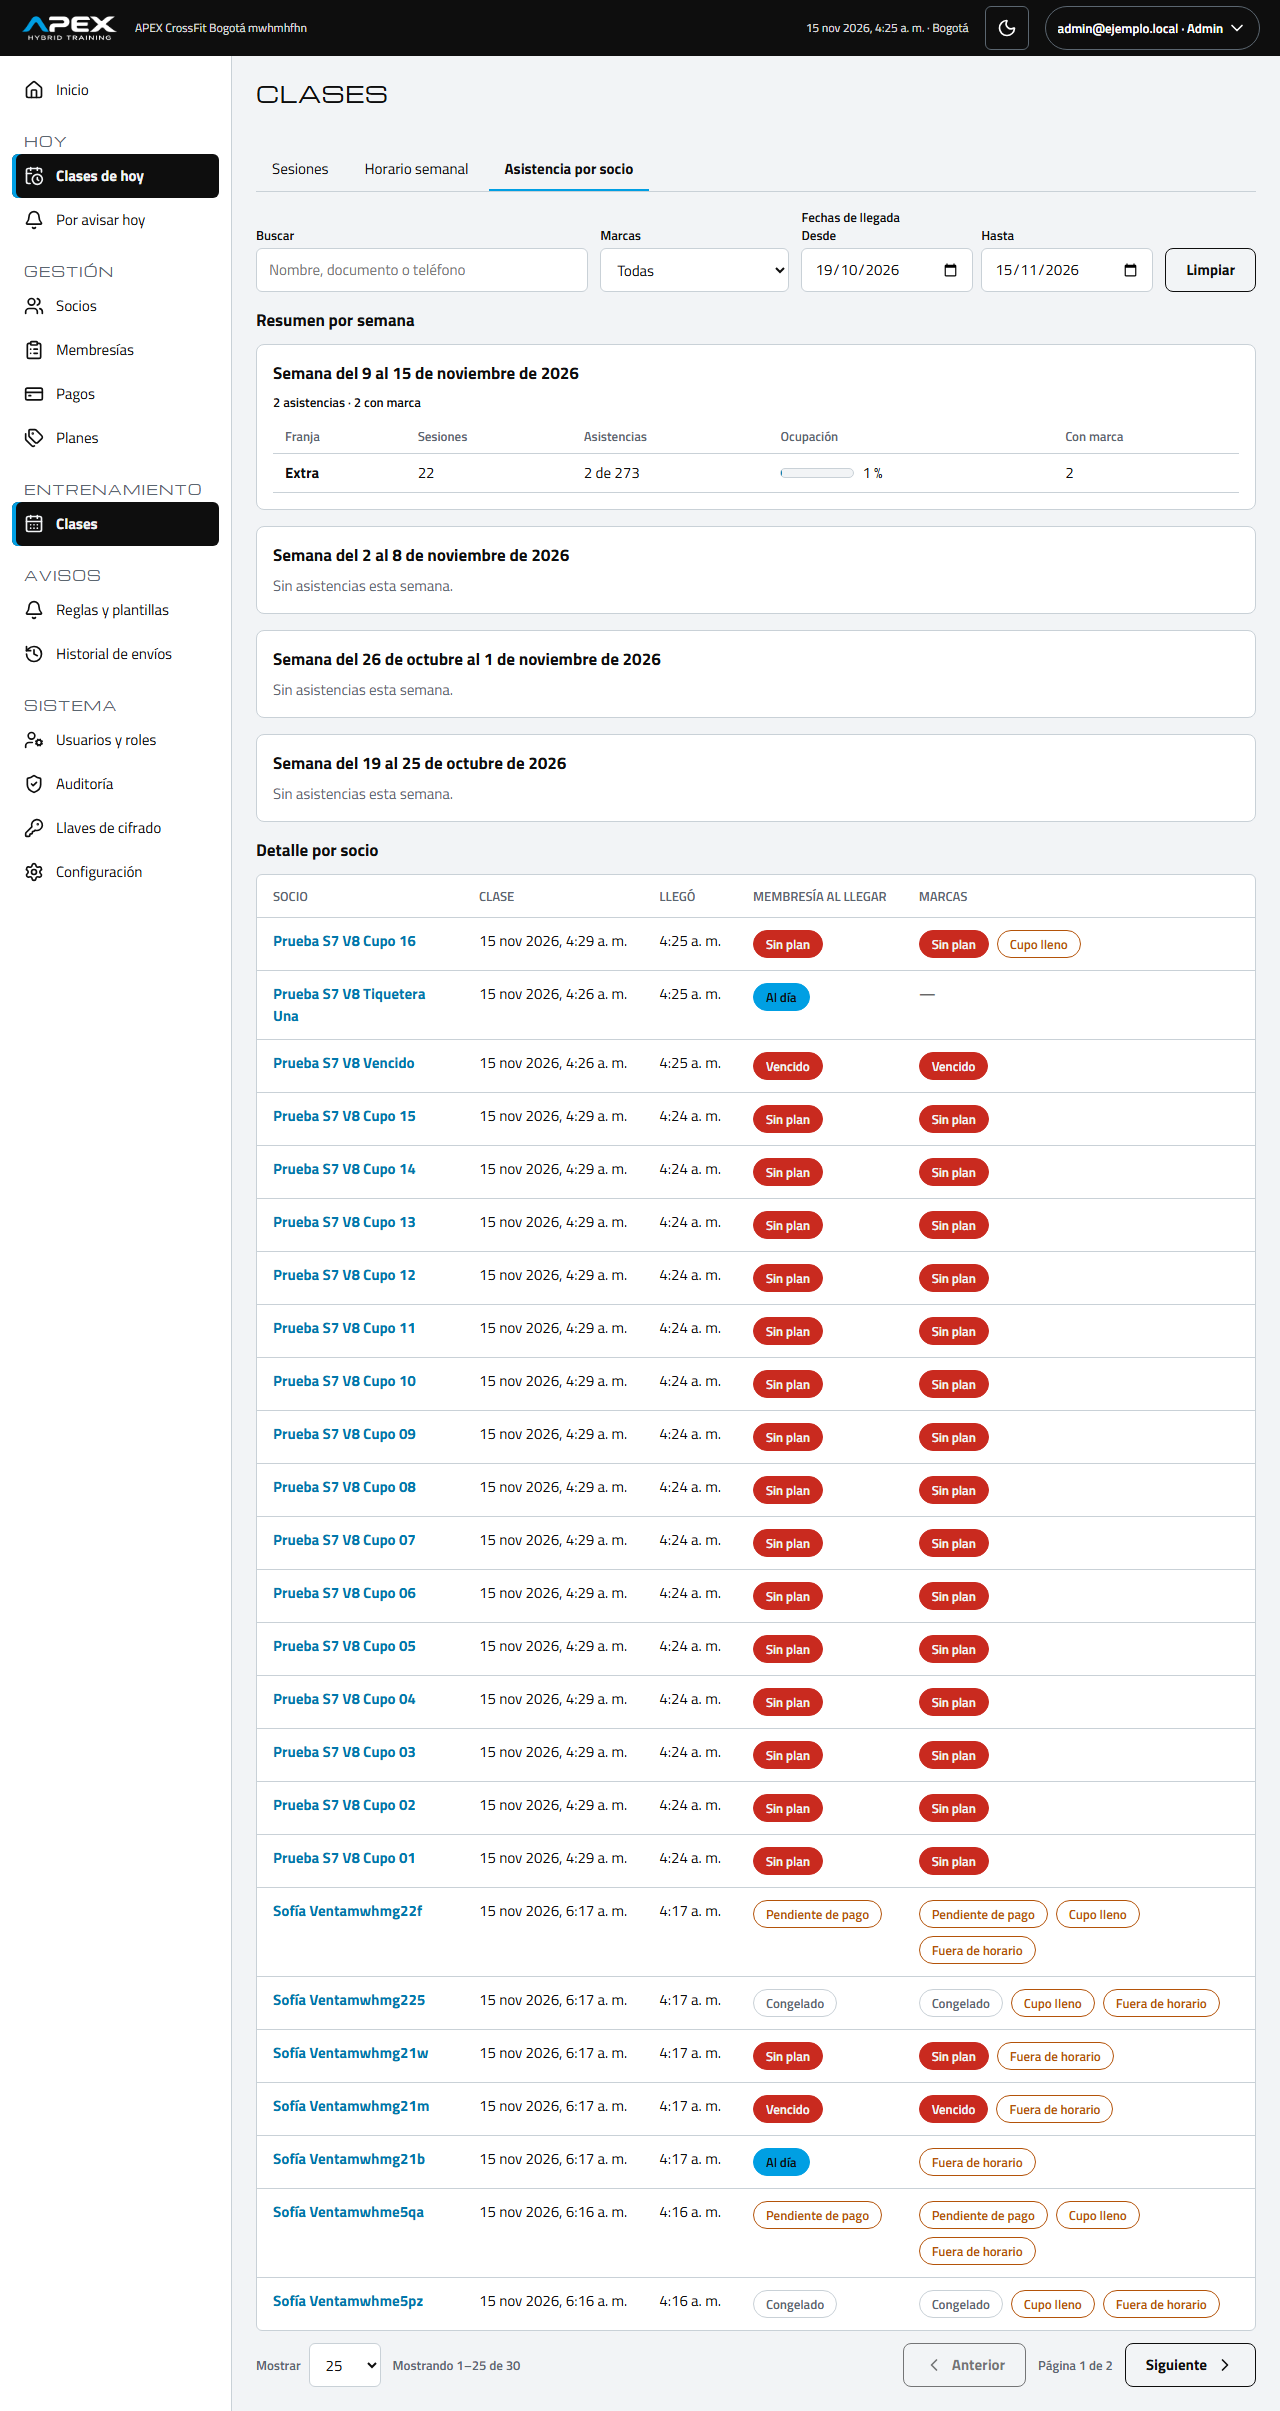 APEX
HYBRID TRAINING
APEX CrossFit Bogotá mwhmhfhn
15 nov 2026, 4:25 a. m. · Bogotá
admin@ejemplo.local · Admin
Inicio
HOY
Clases de hoy
Por avisar hoy
GESTIÓN
Socios
Membresías
Pagos
Planes
ENTRENAMIENTO
Clases
AVISOS
Reglas y plantillas
Historial de envíos
SISTEMA
Usuarios y roles
Auditoría
Llaves de cifrado
Configuración
CLASES
Sesiones Horario semanal Asistencia por socio
Fechas de llegada
Buscar Marcas Desde Hasta
Nombre, documento o teléfono Todas 19/10/2026 15/11/2026 Limpiar
Resumen por semana
Semana del 9 al 15 de noviembre de 2026
2 asistencias · 2 con marca
Franja Sesiones Asistencias Ocupación Con marca
Extra 22 2 de 273 1 % 2
Semana del 2 al 8 de noviembre de 2026
Sin asistencias esta semana.
Semana del 26 de octubre al 1 de noviembre de 2026
Sin asistencias esta semana.
Semana del 19 al 25 de octubre de 2026
Sin asistencias esta semana.
Detalle por socio
SOCIO CLASE LLEGÓ MEMBRESÍA AL LLEGAR MARCAS
Prueba S7 V8 Cupo 16 15 nov 2026, 4:29 a. m. 4:25 a. m. Sin plan Sin plan Cupo lleno
Prueba S7 V8 Tiquetera 15 nov 2026, 4:26 a. m. 4:25 a. m. Al día —
Una
Prueba S7 V8 Vencido 15 nov 2026, 4:26 a. m. 4:25 a. m. Vencido Vencido
Prueba S7 V8 Cupo 15 15 nov 2026, 4:29 a. m. 4:24 a. m. Sin plan Sin plan
Prueba S7 V8 Cupo 14 15 nov 2026, 4:29 a. m. 4:24 a. m. Sin plan Sin plan
Prueba S7 V8 Cupo 13 15 nov 2026, 4:29 a. m. 4:24 a. m. Sin plan Sin plan
Prueba S7 V8 Cupo 12 15 nov 2026, 4:29 a. m. 4:24 a. m. Sin plan Sin plan
Prueba S7 V8 Cupo 11 15 nov 2026, 4:29 a. m. 4:24 a. m. Sin plan Sin plan
Prueba S7 V8 Cupo 10 15 nov 2026, 4:29 a. m. 4:24 a. m. Sin plan Sin plan
Prueba S7 V8 Cupo 09 15 nov 2026, 4:29 a. m. 4:24 a. m. Sin plan Sin plan
Prueba S7 V8 Cupo 08 15 nov 2026, 4:29 a. m. 4:24 a. m. Sin plan Sin plan
Prueba S7 V8 Cupo 07 15 nov 2026, 4:29 a. m. 4:24 a. m. Sin plan Sin plan
Prueba S7 V8 Cupo 06 15 nov 2026, 4:29 a. m. 4:24 a. m. Sin plan Sin plan
Prueba S7 V8 Cupo 05 15 nov 2026, 4:29 a. m. 4:24 a. m. Sin plan Sin plan
Prueba S7 V8 Cupo 04 15 nov 2026, 4:29 a. m. 4:24 a. m. Sin plan Sin plan
Prueba S7 V8 Cupo 03 15 nov 2026, 4:29 a. m. 4:24 a. m. Sin plan Sin plan
Prueba S7 V8 Cupo 02 15 nov 2026, 4:29 a. m. 4:24 a. m. Sin plan Sin plan
Prueba S7 V8 Cupo 01 15 nov 2026, 4:29 a. m. 4:24 a. m. Sin plan Sin plan
Sofía Ventamwhmg22f 15 nov 2026, 6:17 a. m. 4:17 a. m. Pendiente de pago Pendiente de pago Cupo lleno
Fuera de horario
Sofía Ventamwhmg225 15 nov 2026, 6:17 a. m. 4:17 a. m. Congelado Congelado Cupo lleno Fuera de horario
Sofía Ventamwhmg21w 15 nov 2026, 6:17 a. m. 4:17 a. m. Sin plan Sin plan Fuera de horario
Sofía Ventamwhmg21m 15 nov 2026, 6:17 a. m. 4:17 a. m. Vencido Vencido Fuera de horario
Sofía Ventamwhmg21b 15 nov 2026, 6:17 a. m. 4:17 a. m. Al día Fuera de horario
Sofía Ventamwhme5qa 15 nov 2026, 6:16 a. m. 4:16 a. m. Pendiente de pago Pendiente de pago Cupo lleno
Fuera de horario
Sofía Ventamwhme5pz 15 nov 2026, 6:16 a. m. 4:16 a. m. Congelado Congelado Cupo lleno Fuera de horario
Mostrar 25 Mostrando 1–25 de 30 Anterior Página 1 de 2 Siguiente